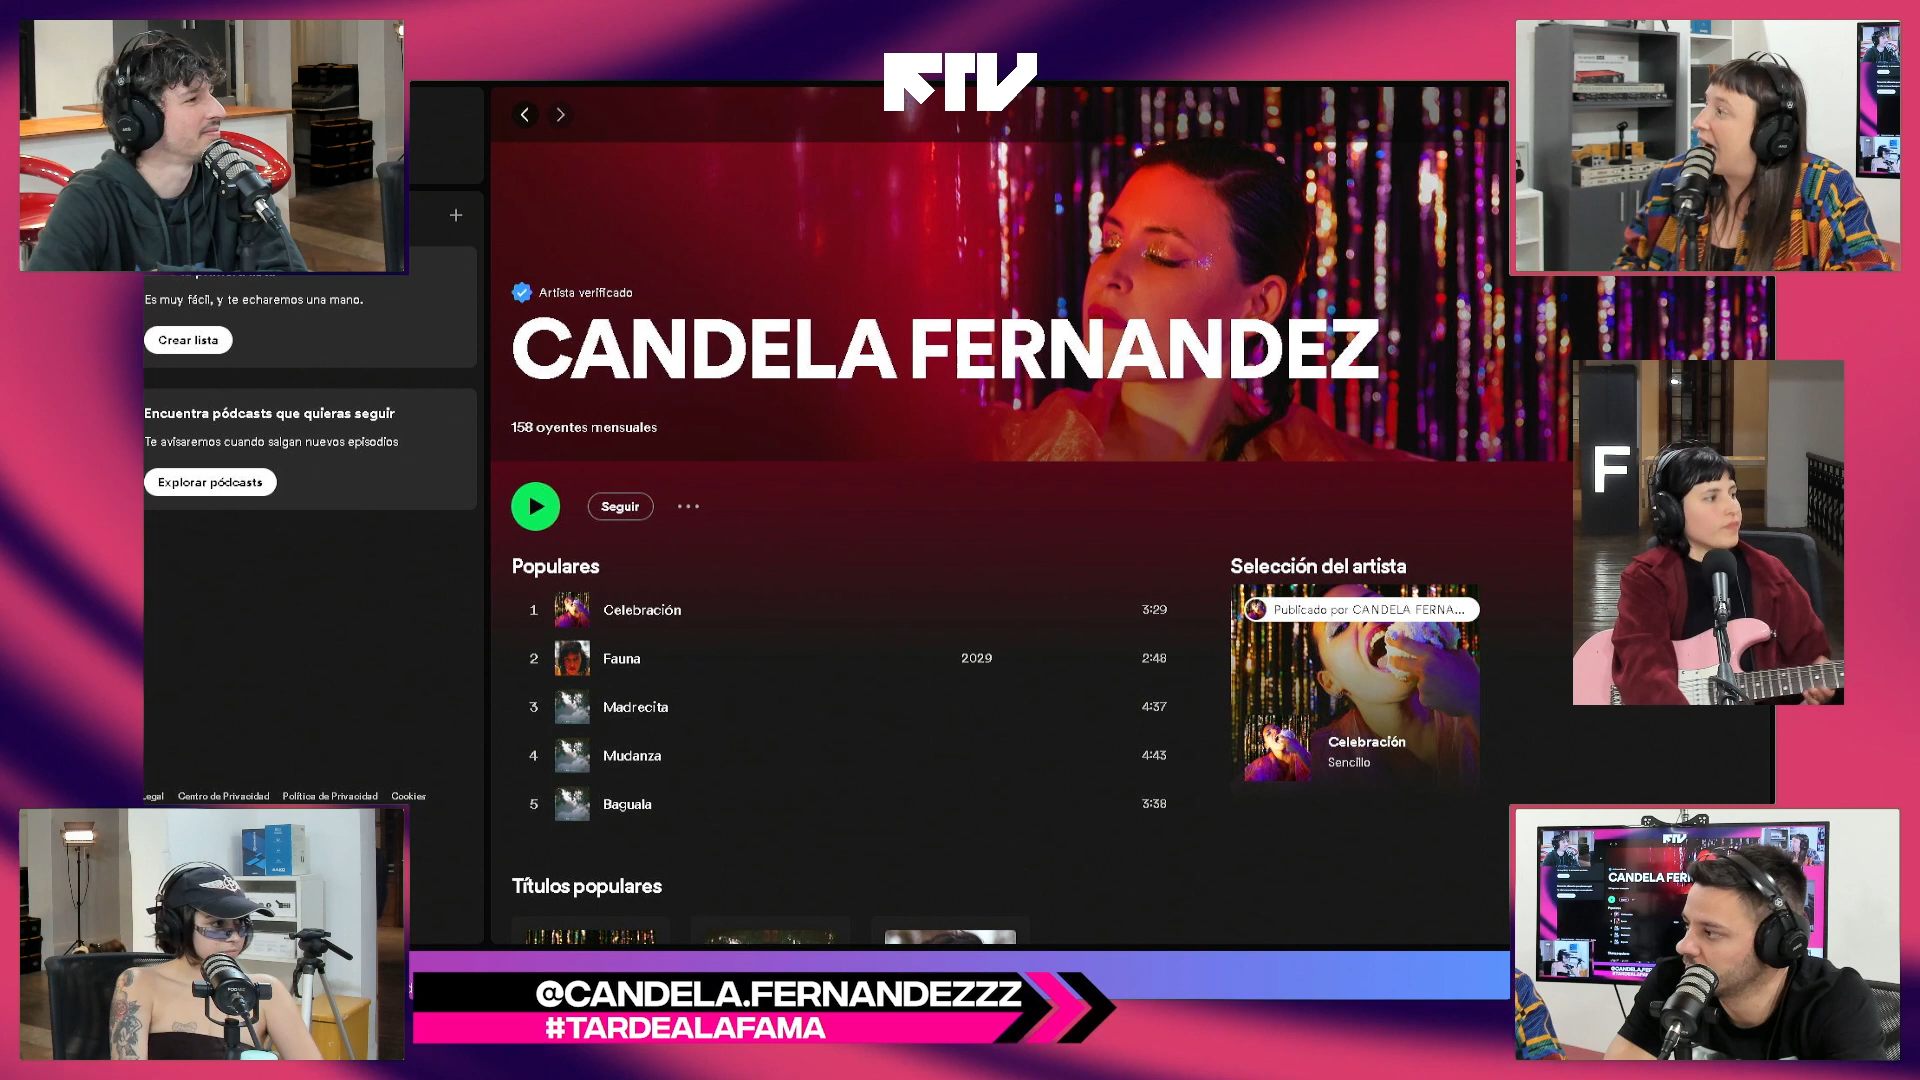 FTV
Es muy fácil, y te echaremos una mano.
Crear lista
Encuentra pódcasts que quieras seguir
Te avisaremos cuando salgan nuevos episodios
Explorar pódcasts
Legal Centro de Privacidad Política de Privacidad Cookies
Artista verificado
CANDELA FERNANDEZ
158 oyentes mensuales
Seguir
Populares
1 Celebración 3:29
2 Fauna 2029 2:48
3 Madrecita 4:37
4 Mudanza 4:43
5 Baguala 3:38
Títulos populares
Selección del artista
Publicado por CANDELA FERNA...
Celebración
Sencillo
F
@CANDELA.FERNANDEZZZ
#TARDEALAFAMA